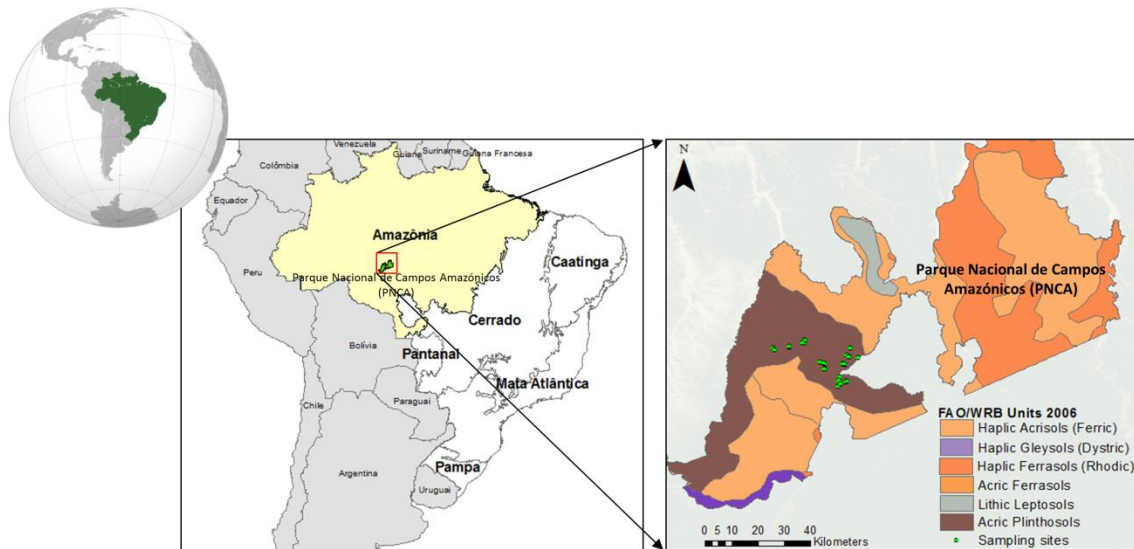 Venezuela
Guiane
Suriname
Guiana Francesa
Colômbia
Equador
Amazônia
Peru
Parque Nacional de Campos Amazónicos
(PNCA)
Caatinga
Cerrado
Bolívia
Pantanal
Mata Atlântica
Paraguai
Chile
Pampa
Argentina
Uruguai
N
Parque Nacional de Campos
Amazónicos (PNCA)
FAO/WRB Units 2006
Haplic Acrisols (Ferric)
Haplic Gleysols (Dystric)
Haplic Ferrasols (Rhodic)
Acric Ferrasols
Lithic Leptosols
Acric Plinthosols
Sampling sites
0 5 10 20 30 40
Kilometers